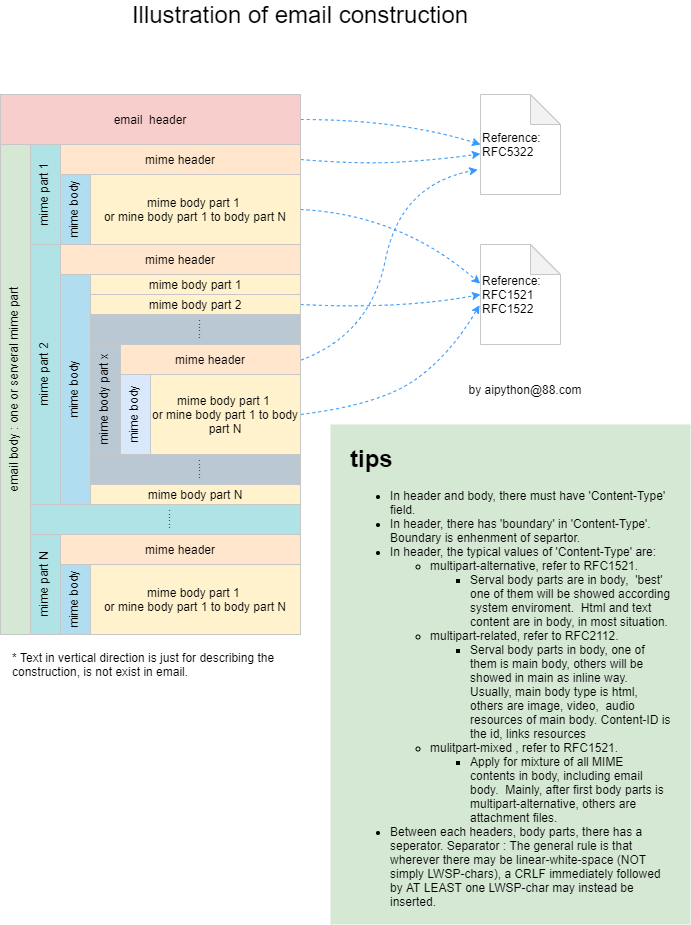 Illustration of email construction
email header
email body : one or serveral mime part
mime part 1
mime header
mime body
mime body part 1
or mine body part 1 to body part N
mime part 2
mime header
mime body
mime body part 1
mime body part 2
mime body part x
mime header
mime body
mime body part 1
or mime body part 1 to body
part N
mime body part N
mime part N
mime header
mime body
mime body part 1
or mime body part 1 to body part N
* Text in vertical direction is just for describing the
construction, is not exist in email.
Reference:
RFC5322
Reference:
RFC1521
RFC1522
by aipython@88.com
tips
• In header and body, there must have 'Content-Type'
field.
• In header, there has 'boundary' in 'Content-Type'.
Boundary is enhenment of separtor.
• In header, the typical values of 'Content-Type' are:
◦ multipart-alternative, refer to RFC1521.
▪ Serval body parts are in body, 'best'
one of them will be showed according
system enviroment. Html and text
content are in body, in most situation.
◦ multipart-related, refer to RFC2112.
▪ Serval body parts in body, one of
them is main body, others will be
showed in main as inline way.
Usually, main body type is html,
others are image, video, audio
resources of main body. Content-ID is
the id, links resources
◦ mulitpart-mixed , refer to RFC1521.
▪ Apply for mixture of all MIME
contents in body, including email
body. Mainly, after first body parts is
multipart-alternative, others are
attachment files.
• Between each headers, body parts, there has a
seperator. Separator : The general rule is that
wherever there may be linear-white-space (NOT
simply LWSP-chars), a CRLF immediately followed
by AT LEAST one LWSP-char may instead be
inserted.